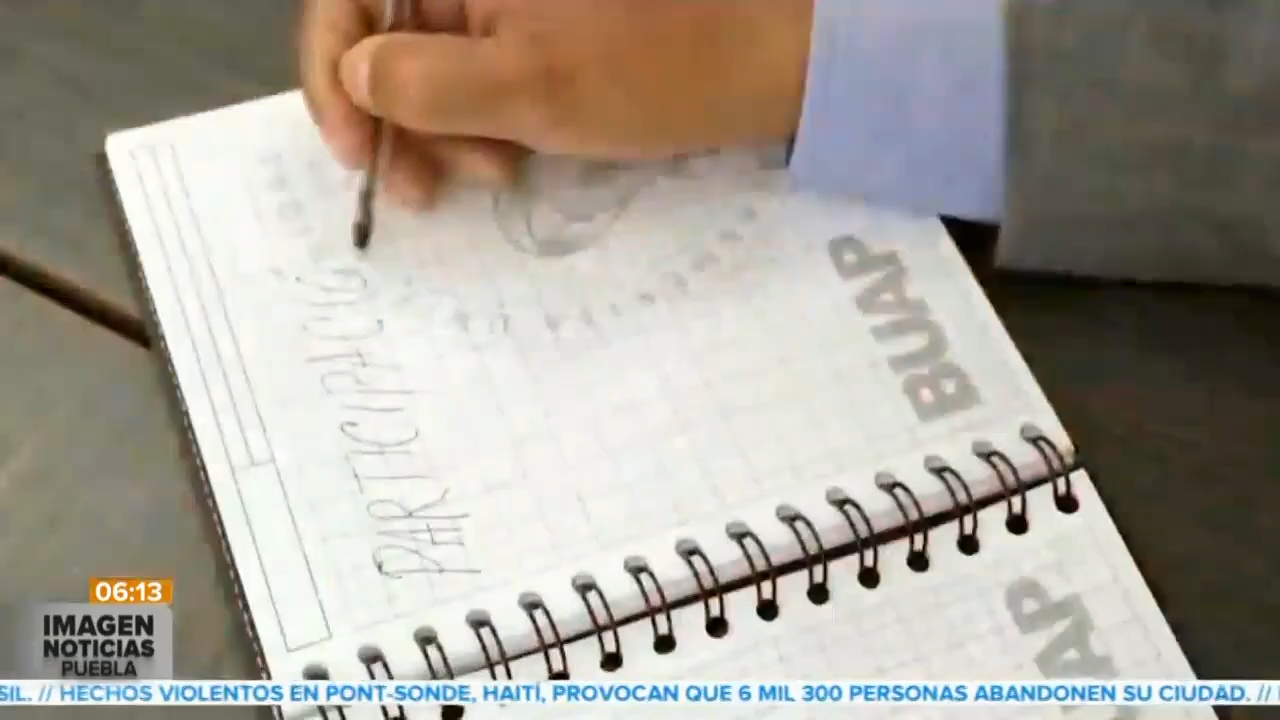 PARTICIPACIÓ
BUAP
AP
06:13
IMAGEN
NOTICIAS
PUEBLA
SIL. // HECHOS VIOLENTOS EN PONT-SONDE, HAITÍ, PROVOCAN QUE 6 MIL 300 PERSONAS ABANDONEN SU CIUDAD. //